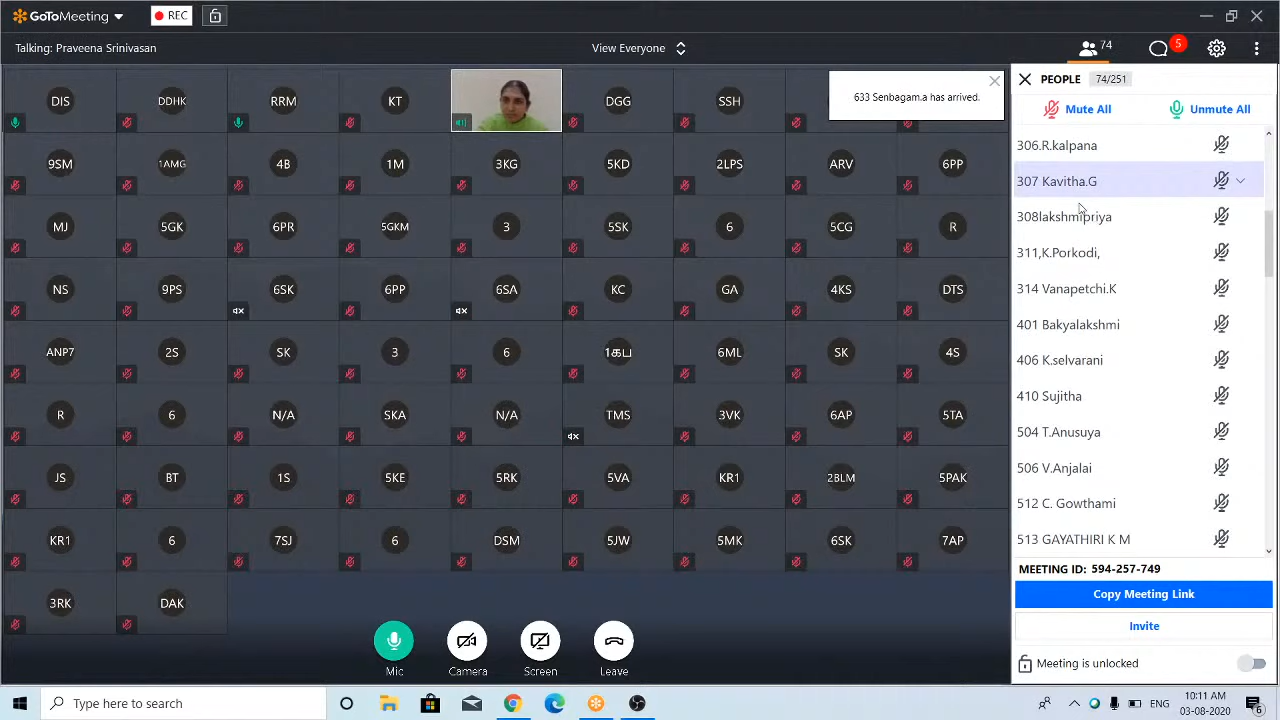 GoToMeeting
REC
Talking: Praveena Srinivasan
View Everyone
74
5
DIS
DDHK
RRM
KT
DGG
SSH
633 Senbagam.a has arrived.
9SM
1AMG
4B
1M
3KG
5KD
2LPS
ARV
6PP
MJ
5GK
6PR
5GKM
3
5SK
6
5CG
R
NS
9PS
6SK
6PP
6SA
KC
GA
4KS
DTS
ANP7
2S
SK
3
6
1கப
6ML
SK
4S
R
6
N/A
SKA
N/A
TMS
3VK
6AP
5TA
JS
BT
1S
5KE
5RK
5VA
KR1
2BLM
5PAK
KR1
6
7SJ
6
DSM
5JW
5MK
6SK
7AP
3RK
DAK
Mic
Camera
Screen
Leave
PEOPLE
74/251
Mute All
Unmute All
306.R.kalpana
307 Kavitha.G
308lakshmipriya
311,K.Porkodi,
314 Vanapetchi.K
401 Bakyalakshmi
406 K.selvarani
410 Sujitha
504 T.Anusuya
506 V.Anjalai
512 C. Gowthami
513 GAYATHIRI K M
MEETING ID: 594-257-749
Copy Meeting Link
Invite
Meeting is unlocked
Type here to search
ENG
10:11 AM
03-08-2020
6